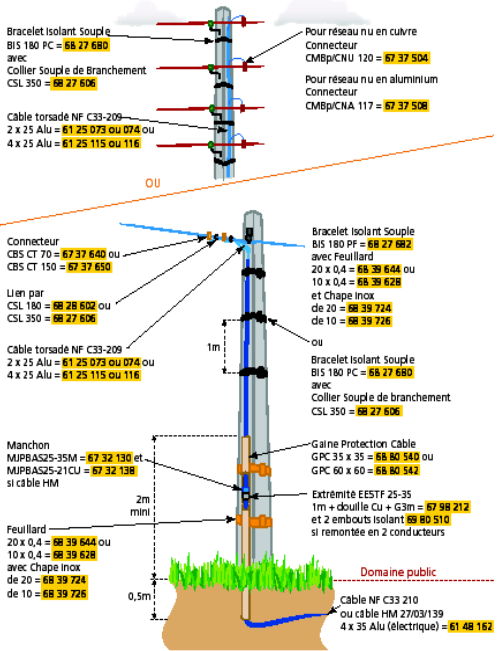 Bracelet Isolant Souple
BIS 180 PC = 68 27 680
avec
Collier Souple de Branchement
CSL 350 = 68 27 606
Câble torsadé NF C33-209
2 x 25 Alu = 61 25 073 ou 074 ou
4 x 25 Alu = 61 25 115 ou 116
Pour réseau nu en cuivre
Connecteur
CMBp/CNU 120 = 67 37 504
Pour réseau nu en aluminium
Connecteur
CMBp/CNA 117 = 67 37 508
OU
Connecteur
CBS CT 70 = 67 37 640 ou
CBS CT 150 = 67 37 650
Lien par
CSL 180 = 68 28 602 ou
CSL 350 = 68 27 606
Câble torsadé NF C33-209
2 x 25 Alu = 61 25 073 ou 074 ou
4 x 25 Alu = 61 25 115 ou 116
Bracelet Isolant Souple
BIS 180 PF = 68 27 682
avec Feuillard
20 x 0,4 = 68 39 644 ou
10 x 0,4 = 68 39 628
et Chape Inox
de 20 = 68 39 724
de 10 = 68 39 726
ou
Bracelet Isolant Souple
BIS 180 PC = 68 27 680
avec
Collier Souple de branchement
CSL 350 = 68 27 606
1m
Manchon
MJPBAS25-35M = 67 32 130 et
MJPBAS25-21CU = 67 32 138
si câble HM
2m
mini
Gaine Protection Câble
GPC 35 x 35 = 68 80 540 ou
GPC 60 x 60 = 68 80 542
Extrémité EESTF 25-35
1m + douille Cu + G3m = 67 98 212
et 2 embouts isolant 69 80 510
si remontée en 2 conducteurs
Feuillard
20 x 0,4 = 68 39 644 ou
10 x 0,4 = 68 39 628
avec Chape Inox
de 20 = 68 39 724
de 10 = 68 39 726
0,5m
Domaine public
Câble NF C33 210
ou câble HM 27/03/139
4 x 35 Alu (électrique) = 61 48 162